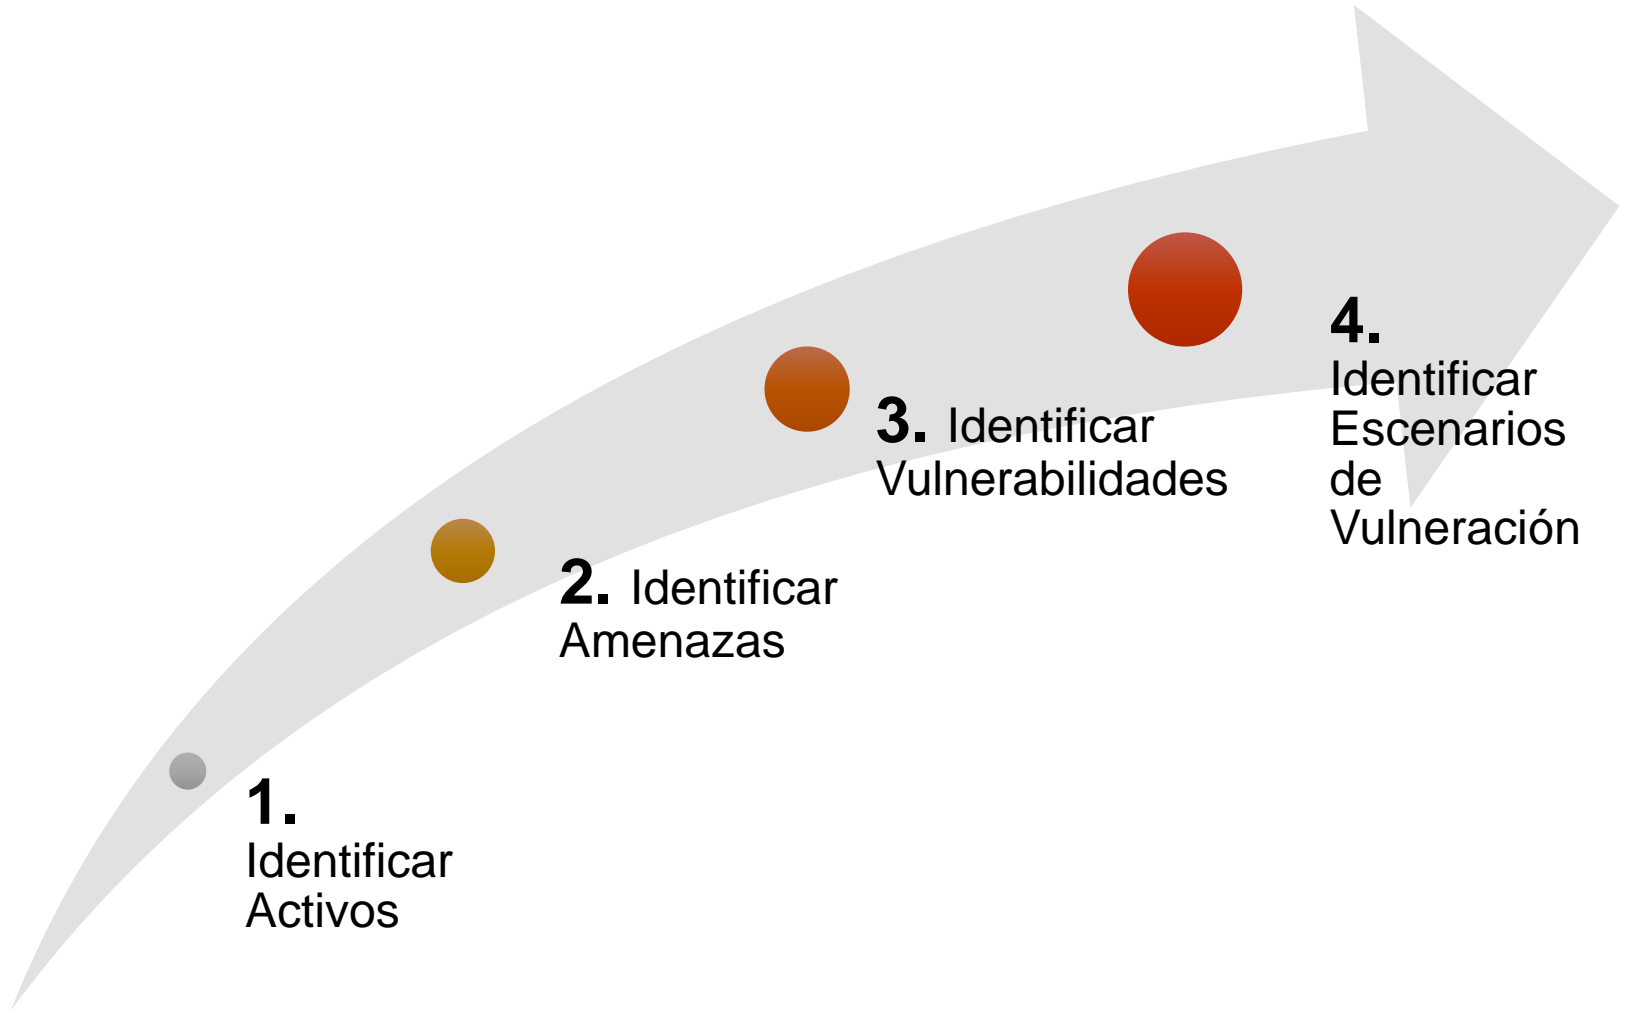 1.
Identificar
Activos
2. Identificar
Amenazas
3. Identificar
Vulnerabilidades
4.
Identificar
Escenarios
de
Vulneración